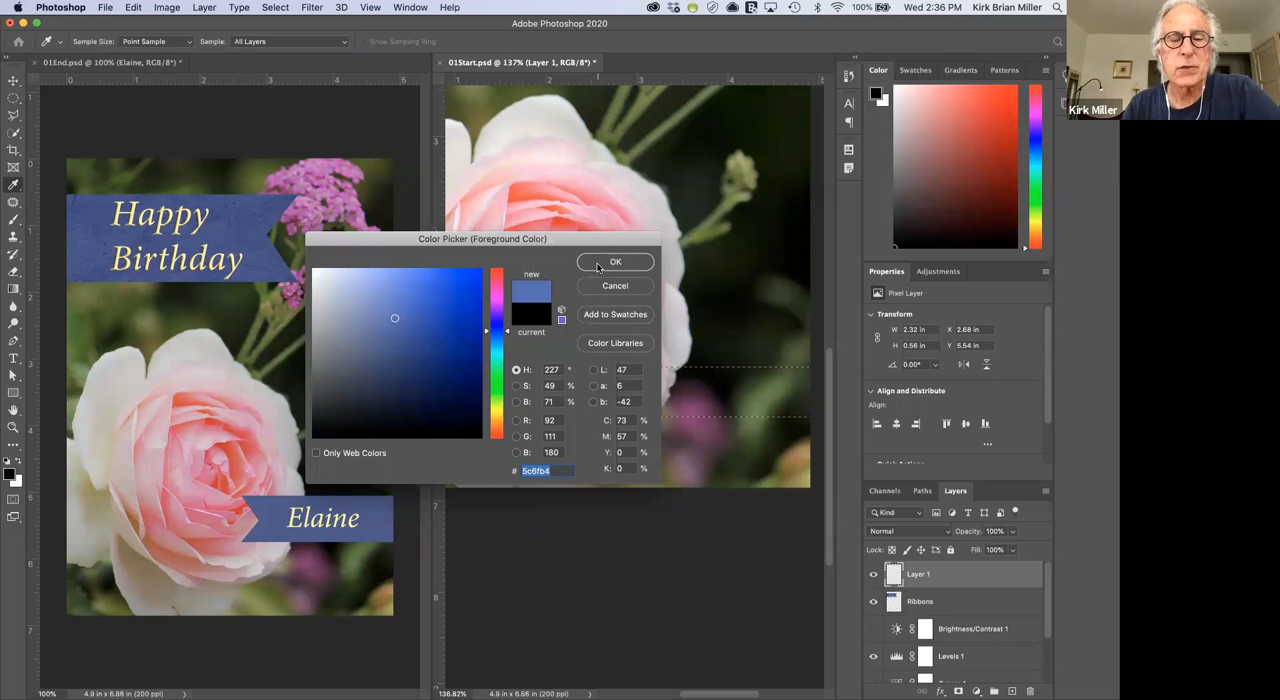 Photoshop File Edit Image Layer Type Select Filter 3D View Window Help 100% Wed 2:36 PM Kirk Brian Miller
Adobe Photoshop 2020
Sample Size: Point Sample Sample: All Layers Show Sampling Ring
01End.psd @ 100% (Elaine, RGB/8*) *
01Start.psd @ 137% (Layer 1, RGB/8*) *
Happy
Birthday
Elaine
Color Picker (Foreground Color)
new
current
OK
Cancel
Add to Swatches
Color Libraries
H: 227 °
S: 49 %
B: 71 %
R: 92
G: 111
B: 180
# 5c6fb4
L: 47
a: 6
b: -42
C: 73 %
M: 57 %
Y: 0 %
K: 0 %
Only Web Colors
100% 4.9 in x 6.86 in (200 ppi)
136.82% 4.9 in x 6.86 in (200 ppi)
Color Swatches Gradients Patterns
Properties Adjustments
Pixel Layer
Transform
W 2.32 in X 2.68 in
H 0.56 in Y 5.54 in
0.00°
Align and Distribute
Align:
Channels Paths Layers
Kind
Normal Opacity: 100%
Lock: Fill: 100%
Layer 1
Ribbons
Brightness/Contrast 1
Levels 1
Kirk Miller